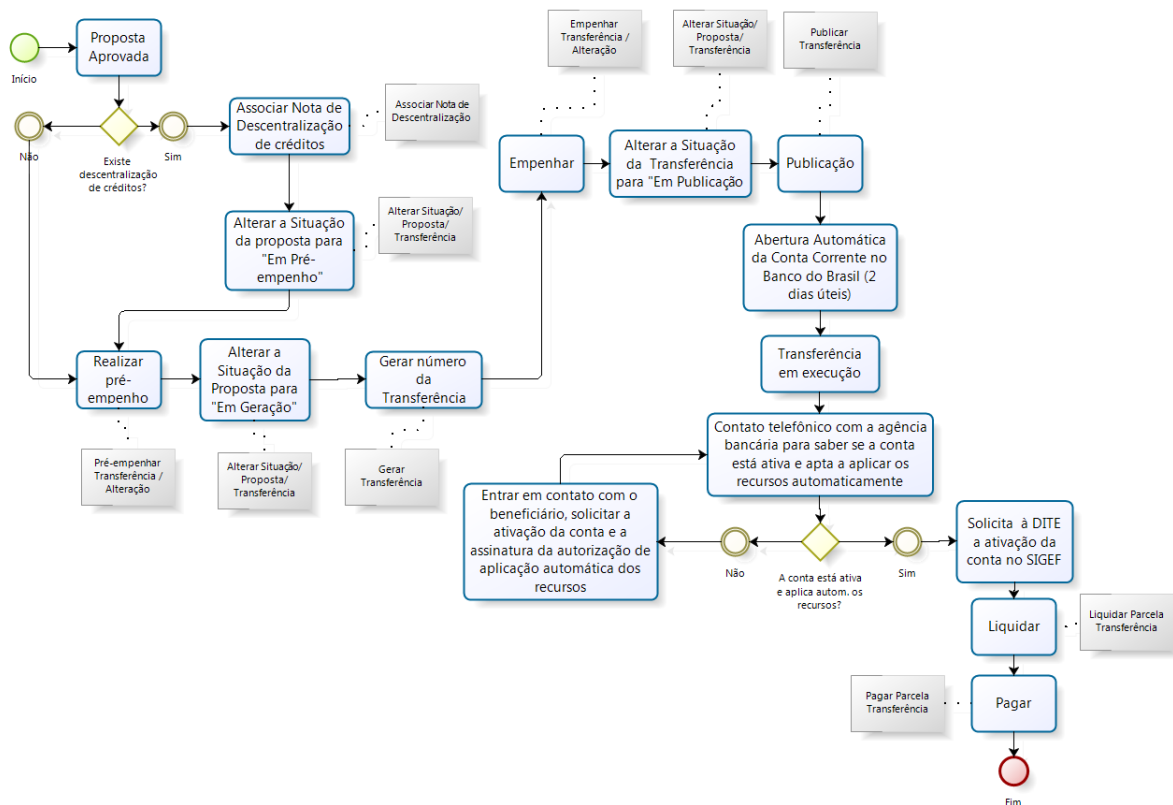 Início
Proposta
Aprovada
Existe
descentralização
de créditos?
Não
Sim
Associar Nota de
Descentralização
de créditos
Associar Nota de
Descentralização
Alterar a Situação
da proposta para
"Em Pré-
empenho"
Alterar Situação/
Proposta/
Transferência
Realizar
pré-
empenho
Pré-empenhar
Transferência /
Alteração
Alterar a
Situação da
Proposta para
"Em Geração"
Alterar Situação/
Proposta/
Transferência
Gerar número
da
Transferência
Gerar
Transferência
Empenhar
Transferência /
Alteração
Empenhar
Alterar Situação/
Proposta/
Transferência
Alterar a Situação
da Transferência
para "Em Publicação
Publicar
Transferência
Publicação
Abertura Automática
da Conta Corrente no
Banco do Brasil (2
dias úteis)
Transferência
em execução
Contato telefônico com a agência
bancária para saber se a conta
está ativa e apta a aplicar os
recursos automaticamente
A conta está ativa
e aplica autom. os
recursos?
Não
Entrar em contato com o
beneficiário, solicitar a
ativação da conta e a
assinatura da autorização de
aplicação automática dos
recursos
Sim
Solicita à DITE
a ativação da
conta no SIGEF
Liquidar
Liquidar Parcela
Transferência
Pagar
Pagar Parcela
Transferência
Fim